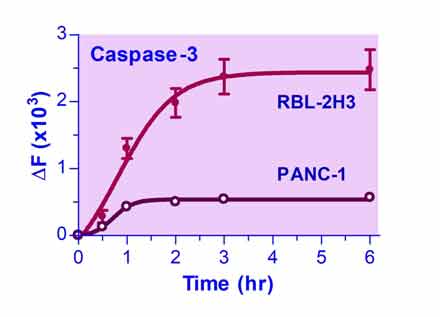 Caspase-3
3
2
1
0
ΔF (x10³)
RBL-2H3
PANC-1
0 1 2 3 4 5 6
Time (hr)